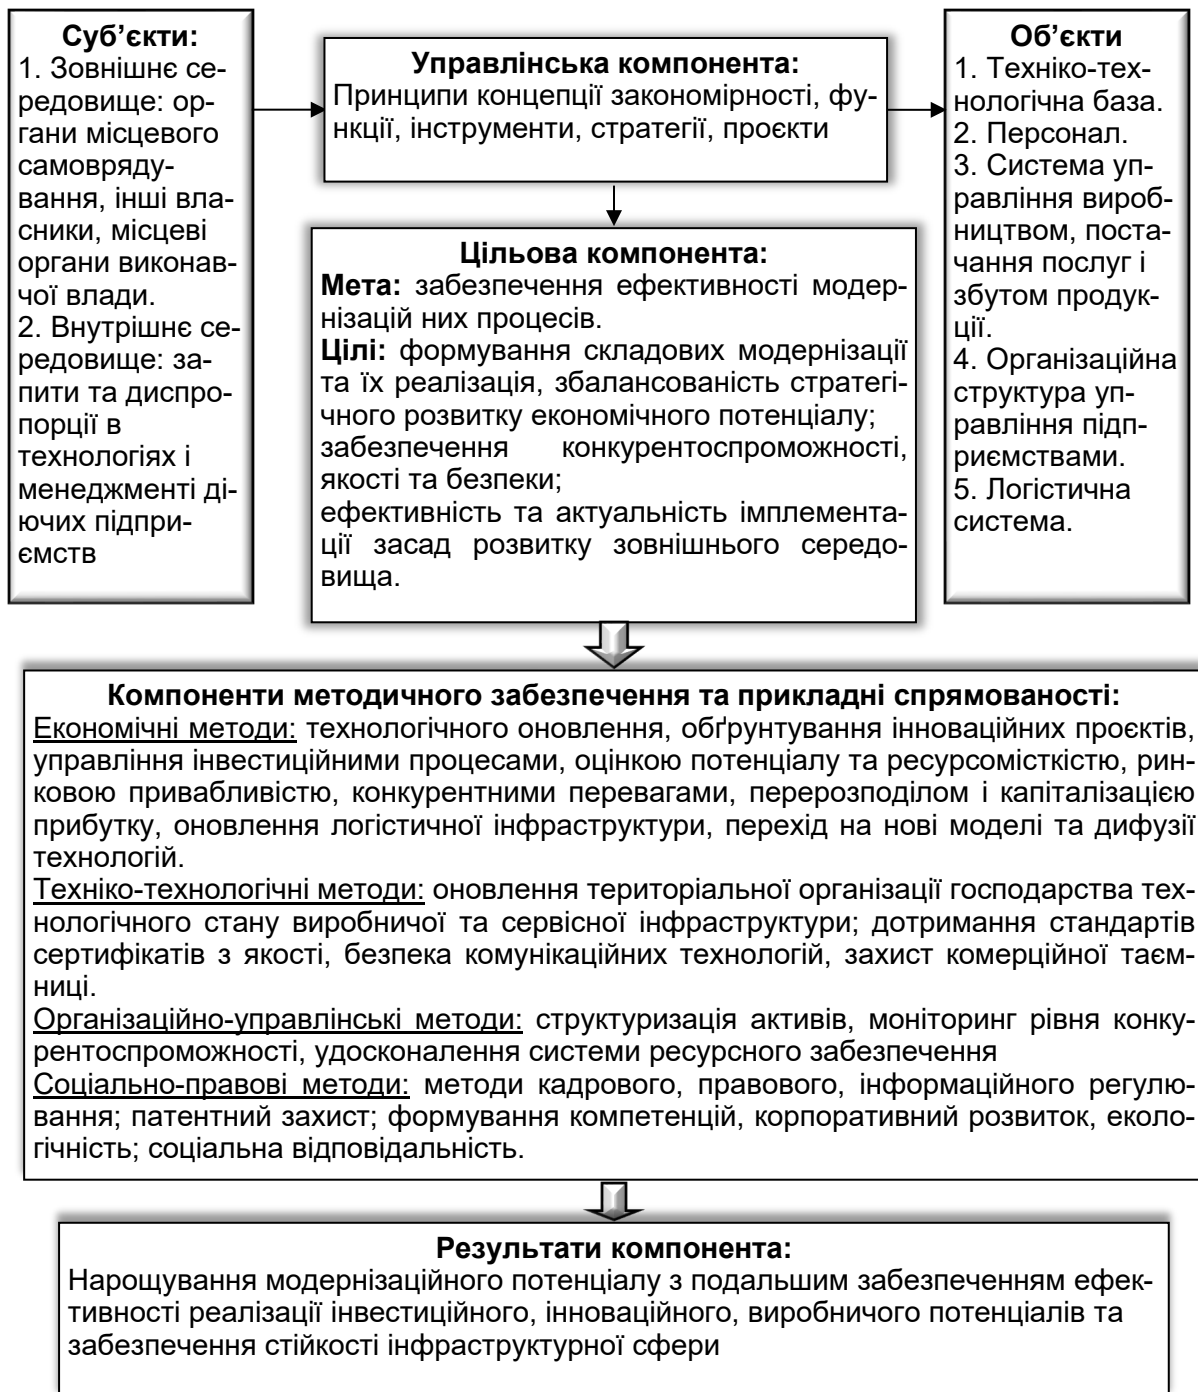 Суб’єкти:
1. Зовнішнє се-
редовище: ор-
гани місцевого
самовряду-
вання, інші вла-
сники, місцеві
органи виконав-
чої влади.
2. Внутрішнє се-
редовище: за-
пити та диспро-
порції в
технологіях і
менеджменті ді-
ючих підпри-
ємств
Управлінська компонента:
Принципи концепції закономірності, фу-
нкції, інструменти, стратегії, проєкти
Цільова компонента:
Мета: забезпечення ефективності модер-
нізацій них процесів.
Цілі: формування складових модернізації
та їх реалізація, збалансованість стратегі-
чного розвитку економічного потенціалу;
забезпечення конкурентоспроможності,
якості та безпеки;
ефективність та актуальність імплемента-
ції засад розвитку зовнішнього середо-
вища.
Об’єкти
1. Техніко-тех-
нологічна база.
2. Персонал.
3. Система уп-
равління вироб-
ництвом, поста-
чання послуг і
збутом продук-
ції.
4. Організаційна
структура уп-
равління підп-
риємствами.
5. Логістична
система.
Компоненти методичного забезпечення та прикладні спрямованості:
Економічні методи: технологічного оновлення, обґрунтування інноваційних проєктів,
управління інвестиційними процесами, оцінкою потенціалу та ресурсомісткістю, рин-
ковою привабливістю, конкурентними перевагами, перерозподілом і капіталізацією
прибутку, оновлення логістичної інфраструктури, перехід на нові моделі та дифузії
технологій.
Техніко-технологічні методи: оновлення територіальної організації господарства тех-
нологічного стану виробничої та сервісної інфраструктури; дотримання стандартів
сертифікатів з якості, безпека комунікаційних технологій, захист комерційної таєм-
ниці.
Організаційно-управлінські методи: структуризація активів, моніторинг рівня конку-
рентоспроможності, удосконалення системи ресурсного забезпечення
Соціально-правові методи: методи кадрового, правового, інформаційного регулю-
вання; патентний захист; формування компетенцій, корпоративний розвиток, еколо-
гічність; соціальна відповідальність.
Результати компонента:
Нарощування модернізаційного потенціалу з подальшим забезпеченням ефек-
тивності реалізації інвестиційного, інноваційного, виробничого потенціалів та
забезпечення стійкості інфраструктурної сфери